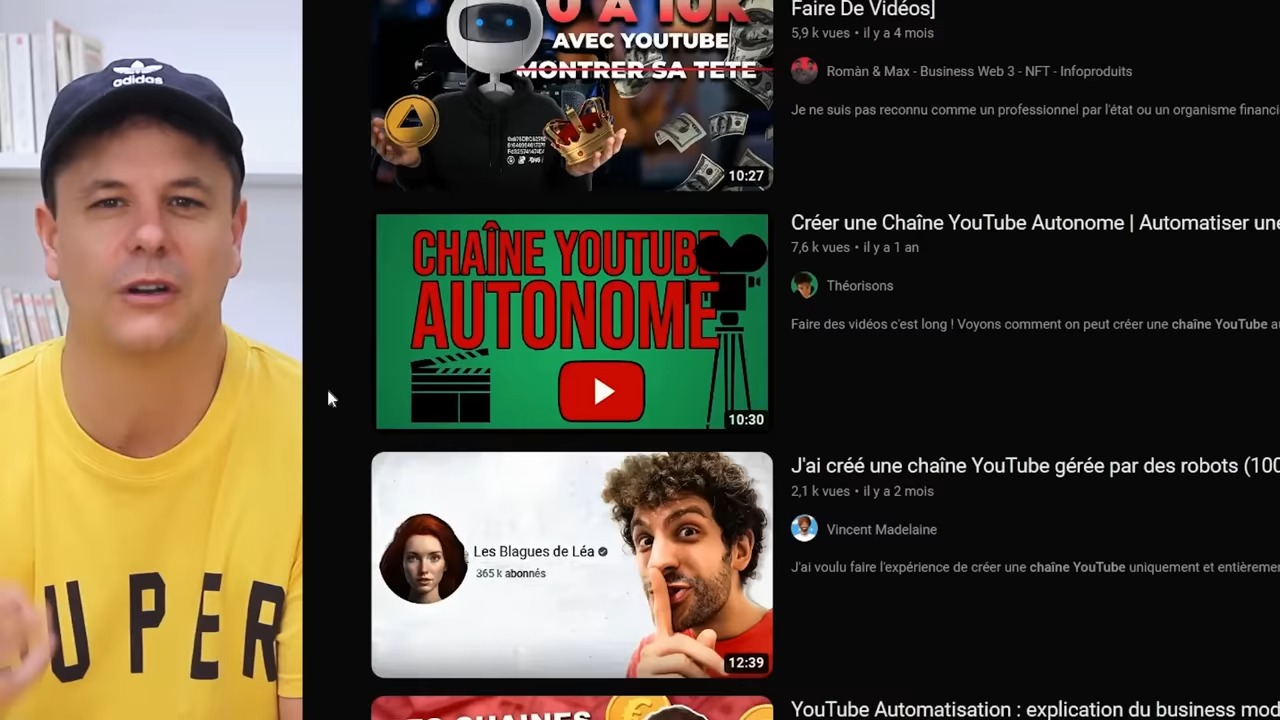 adidas
UPER
0 À 10K
AVEC YOUTUBE
MONTRER SA TETE
10:27
Faire De Vidéos]
5,9 k vues • il y a 4 mois
Romàn & Max - Business Web 3 - NFT - Infoproduits
Je ne suis pas reconnu comme un professionnel par l'état ou un organisme financi
CHAÎNE YOUTUBE
AUTONOME
10:30
Créer une Chaîne YouTube Autonome | Automatiser une
7,6 k vues • il y a 1 an
Théorisons
Faire des vidéos c'est long ! Voyons comment on peut créer une chaîne YouTube au
Les Blagues de Léa
365 k abonnés
12:39
J'ai créé une chaîne YouTube gérée par des robots (100
2,1 k vues • il y a 2 mois
Vincent Madelaine
J'ai voulu faire l'expérience de créer une chaîne YouTube uniquement et entièreme
CHAINES
YouTube Automatisation : explication du business mod